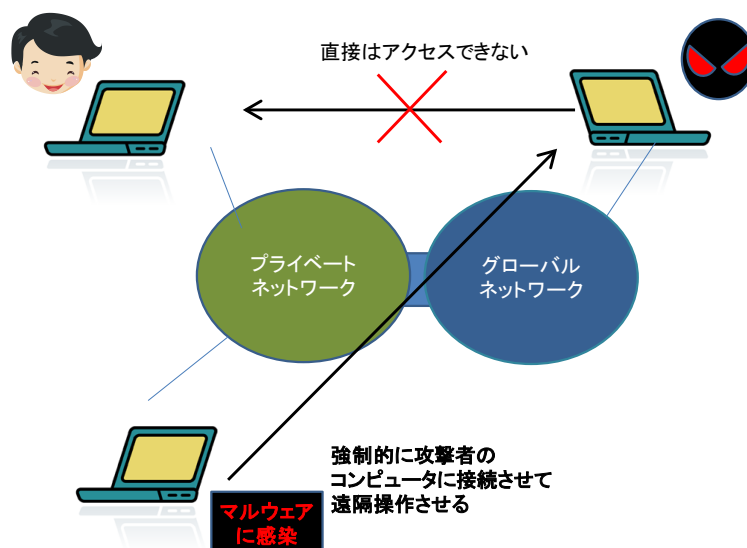 直接はアクセスできない
プライベート
ネットワーク
グローバル
ネットワーク
強制的に攻撃者の
コンピュータに接続させて
遠隔操作させる
マルウェア
に感染